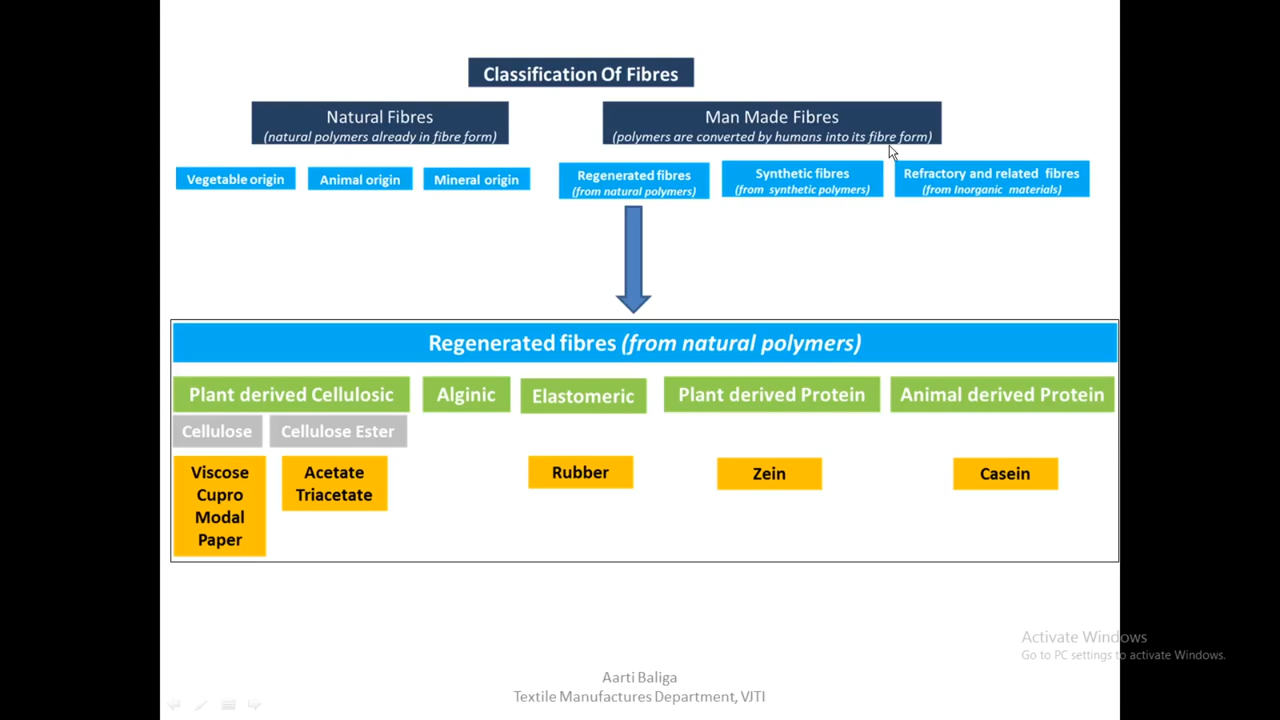 Classification Of Fibres
Natural Fibres
(natural polymers already in fibre form)
Man Made Fibres
(polymers are converted by humans into its fibre form)
Vegetable origin
Animal origin
Mineral origin
Regenerated fibres
(from natural polymers)
Synthetic fibres
(from synthetic polymers)
Refractory and related fibres
(from Inorganic materials)
Regenerated fibres (from natural polymers)
Plant derived Cellulosic
Alginic
Elastomeric
Plant derived Protein
Animal derived Protein
Cellulose
Cellulose Ester
Viscose
Cupro
Modal
Paper
Acetate
Triacetate
Rubber
Zein
Casein
Activate Windows
Go to PC settings to activate Windows.
Aarti Baliga
Textile Manufactures Department, VJTI